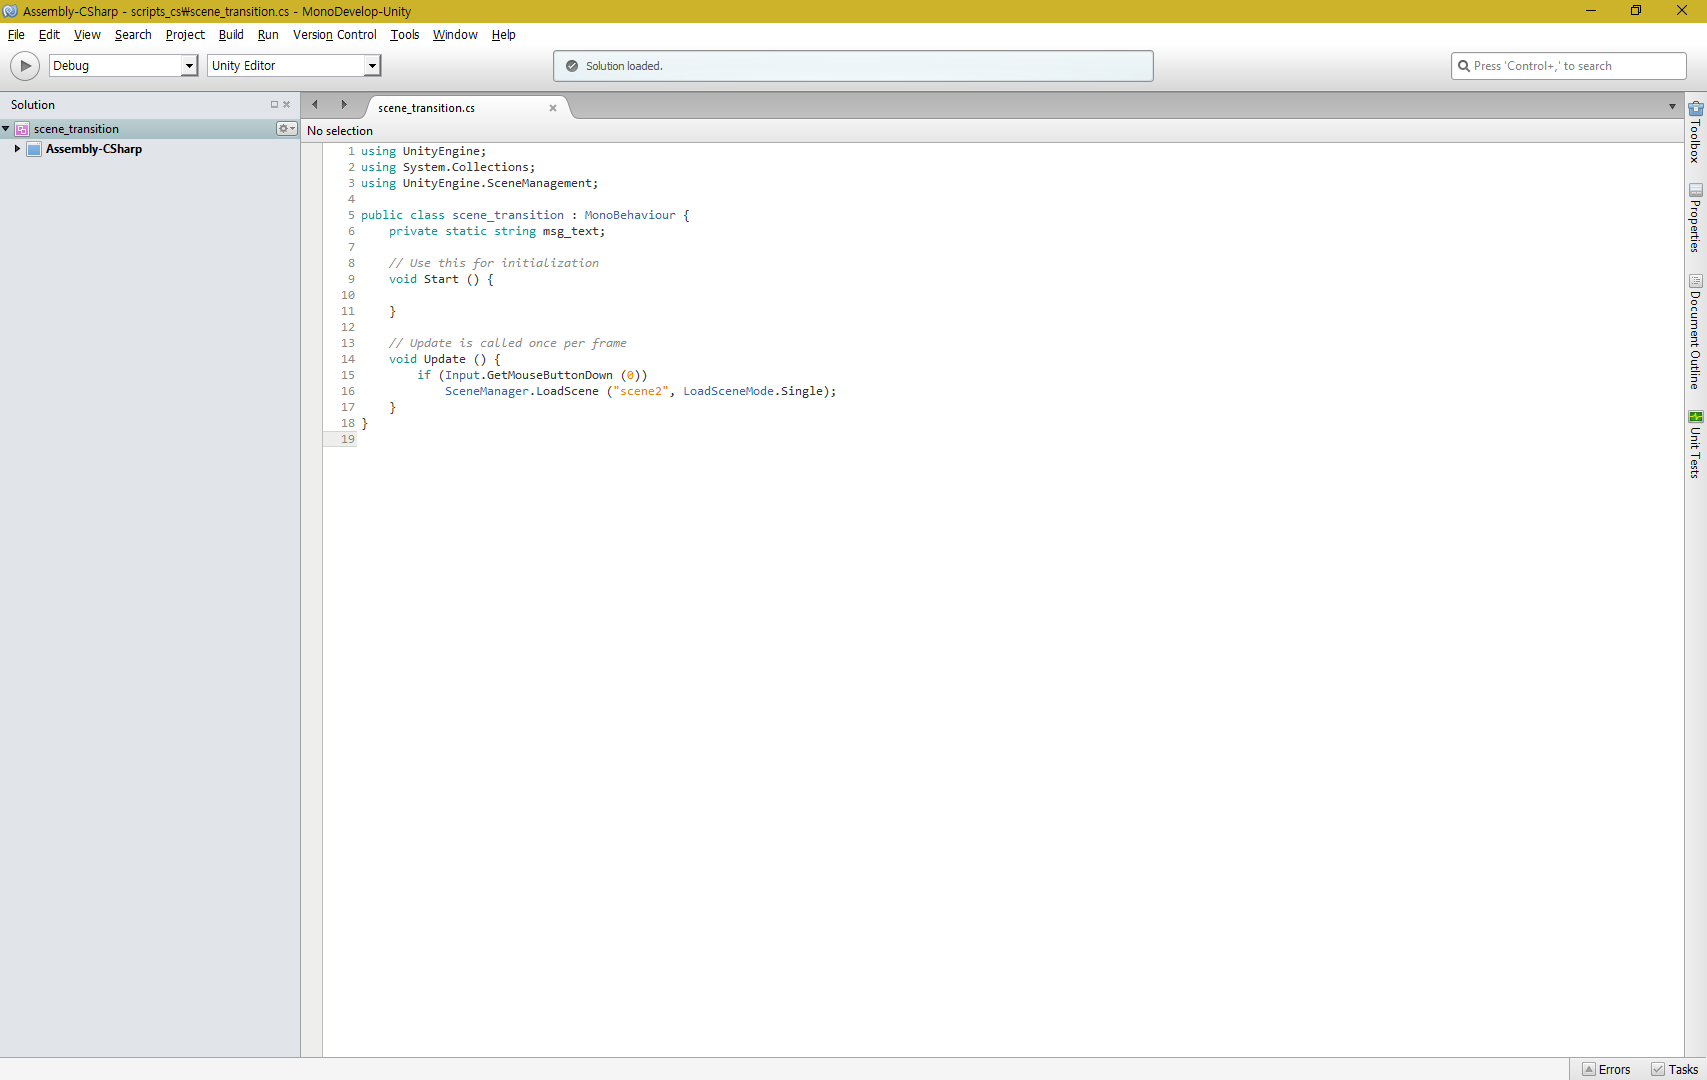 Assembly-CSharp - scripts_cs₩scene_transition.cs - MonoDevelop-Unity
File Edit View Search Project Build Run Version Control Tools Window Help
Debug Unity Editor Solution loaded. Press 'Control+,' to search
Solution scene_transition.cs
scene_transition No selection
Assembly-CSharp
1 using UnityEngine;
2 using System.Collections;
3 using UnityEngine.SceneManagement;
4
5 public class scene_transition : MonoBehaviour {
6 private static string msg_text;
7
8 // Use this for initialization
9 void Start () {
10
11 }
12
13 // Update is called once per frame
14 void Update () {
15 if (Input.GetMouseButtonDown (0))
16 SceneManager.LoadScene ("scene2", LoadSceneMode.Single);
17 }
18 }
19
Toolbox
Properties
Document Outline
Unit Tests
Errors Tasks